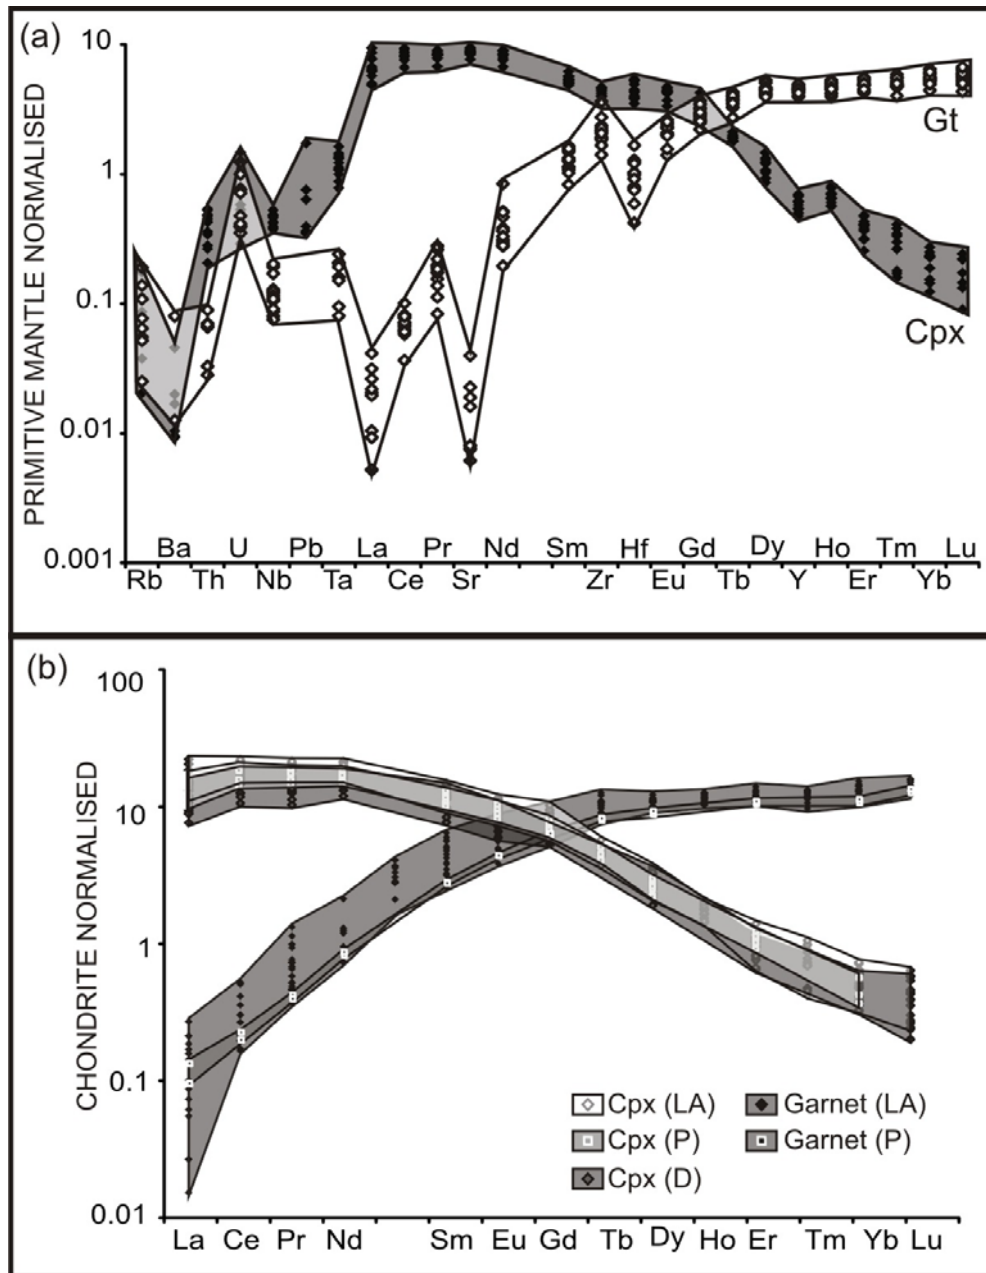 (a)
PRIMITIVE MANTLE NORMALISED
10
1
0.1
0.01
0.001
Gt
Cpx
Ba U Pb La Pr Nd Sm Hf Gd Dy Ho Tm Lu
Rb Th Nb Ta Ce Sr Zr Eu Tb Y Er Yb
(b)
CHONDRITE NORMALISED
100
10
1
0.1
0.01
Cpx (LA) Garnet (LA)
Cpx (P) Garnet (P)
Cpx (D)
La Ce Pr Nd Sm Eu Gd Tb Dy Ho Er Tm Yb Lu